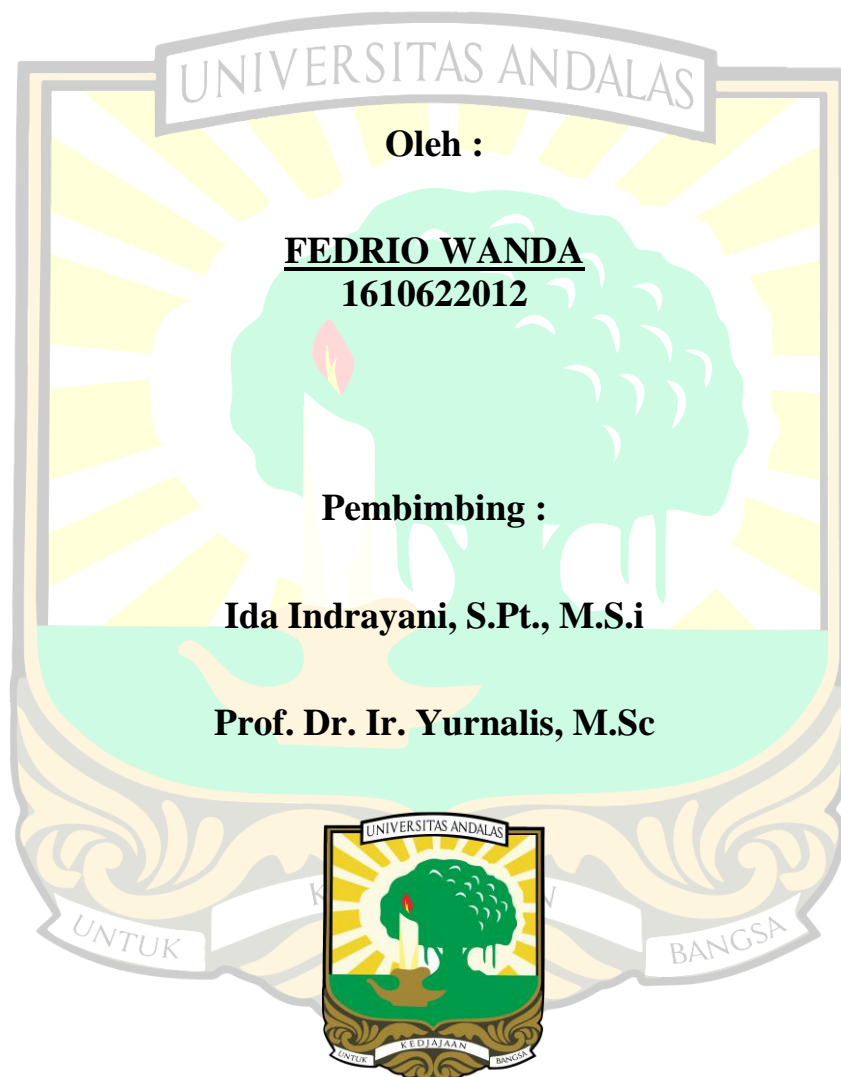 UNIVERSITAS ANDALAS
Oleh :
FEDRIO WANDA
1610622012
Pembimbing :
Ida Indrayani, S.Pt., M.S.i
Prof. Dr. Ir. Yurnalis, M.Sc
UNIVERSITAS ANDALAS
UNTUK
BANGSA
UNTUK KEDJAJAAN BANGSA